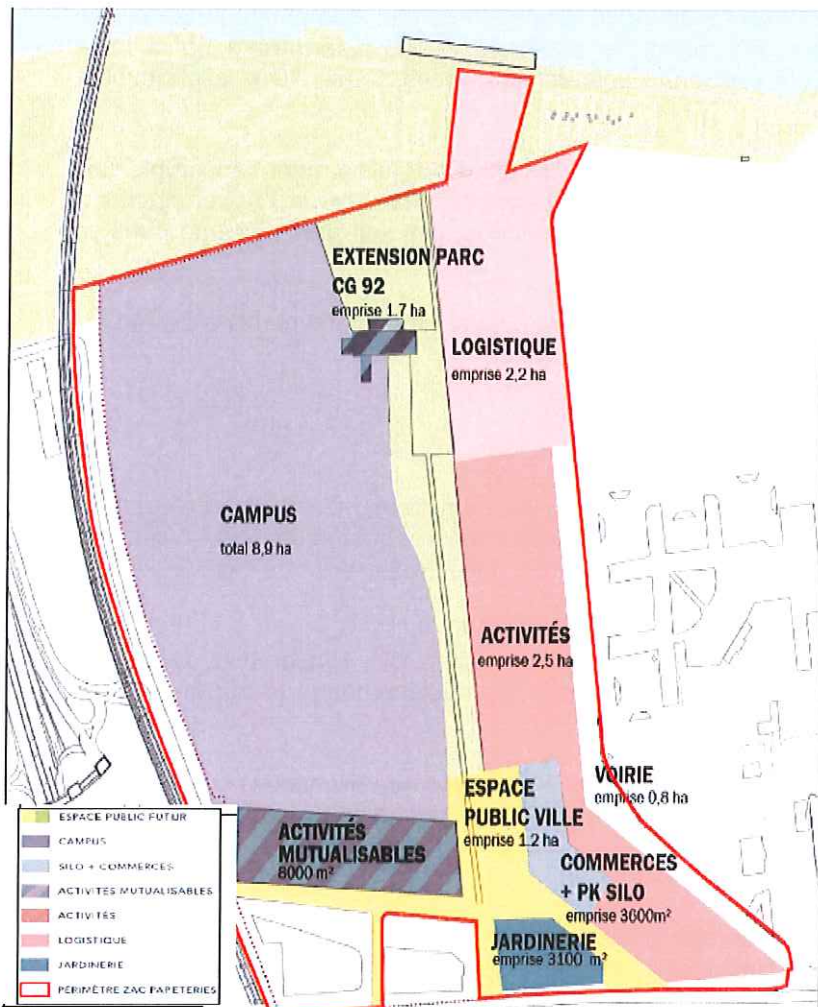 EXTENSION PARC
CG 92
emprise 1.7 ha
LOGISTIQUE
emprise 2,2 ha
CAMPUS
total 8,9 ha
ACTIVITÉS
emprise 2,5 ha
VOIRIE
emprise 0,8 ha
ESPACE
PUBLIC VILLE
emprise 1.2 ha
ACTIVITÉS
MUTUALISABLES
8000 m²
COMMERCES
+ PK SILO
emprise 3600m²
JARDINERIE
emprise 3100 m²
ESPACE PUBLIC FUTUR
CAMPUS
SILO + COMMERCES
ACTIVITÉS MUTUALISABLES
ACTIVITÉS
LOGISTIQUE
JARDINERIE
PÉRIMÈTRE ZAC PAPETERIES